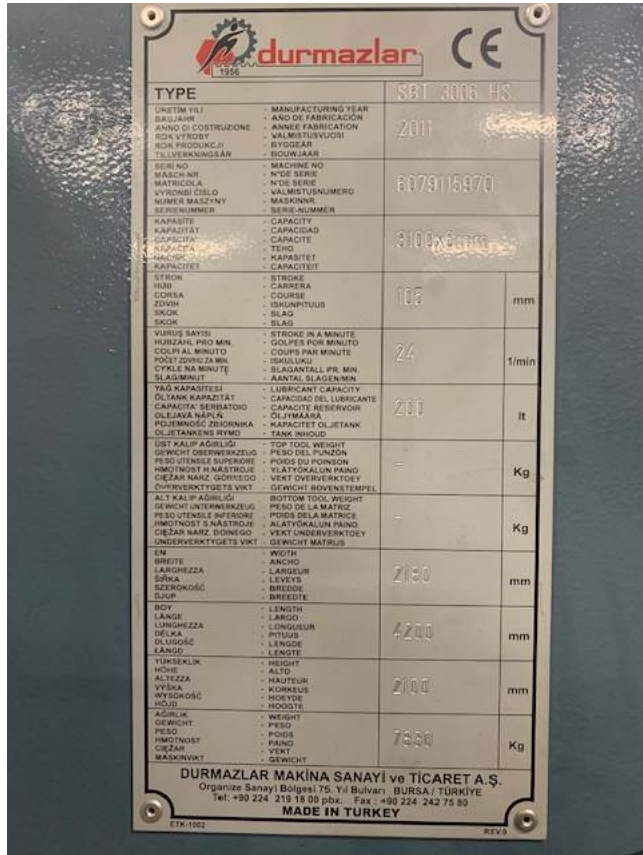 durmazlar
1956
CE
TYPE SBT 3006 HS
ÜRETİM YILI - MANUFACTURING YEAR
BAUJAHR - AÑO DE FABRICACIÓN
ANNO DI COSTRUZIONE - ANNEE FABRICATION
ROK VÝROBY - VALMISTUSVUOSI
ROK PRODUKCJI - BYGGEÅR
TILLVERKNINGSÅR - BOUWJAAR
2011
SERİ NO - MACHINE NO
MASCH-NR - N°DE SERIE
MATRICOLA - N'DE SERIE
VYRONBI ČISLO - VALMISTUSNUMERO
NUMER MASZYNY - MASKINNR.
SERIENUMMER - SERIE-NUMMER
6079115970
KAPASİTE - CAPACITY
KAPAZITÄT - CAPACIDAD
CAPACITA' - CAPACITE
KAPACITA - TEHO
- KAPASITET
KAPACITET - CAPACITEIT
STROK - STROKE
HUB - CARRERA
CORSA - COURSE
ZDVIH - ISKUNPITUUS
SKOK - SLAG
SKOK - SLAG
105 mm
VURUŞ SAYISI - STROKE IN A MINUTE
HUBZAHL PRO MIN. - GOLPES POR MINUTO
COLPI AL MINUTO - COUPS PAR MINUTE
POČET ZDVIHU ZA MIN. - ISKULUKU
CYKLE NA MINUTĘ - SLAGANTALL PR. MIN.
SLAG/MINUT - AANTAL SLAGEN/MIN
24 1/min
YAĞ KAPASİTESİ - LUBRICANT CAPACITY
ÖLTANK KAPAZITÄT - CAPACIDAD DEL LUBRICANTE
CAPACITA' SERBATOIO - CAPACITE RESERVOIR
OLEJAVÁ NÁPLŇ - ÖLJYMÄÄRÄ
POJEMNOŚĆ ZBIORNIKA - KAPACITET OLJETANK
OLJETANKENS RYMD - TANK INHOUD
200 lt
ÜST KALIP AĞIRLIĞI - TOP TOOL WEIGHT
GEWICHT OBERWERKZEUG - PESO DEL PUNZÓN
PESO UTENSILE SUPERIORE - POIDS DU POINSON
HMOTNOST H.NÁSTROJE - YLÄTYÖKALUN PAINO
CIĘŻAR NARZ. GÓRNEDO - VEKT OVERVERKTOEY
ÖVERVERKTYGETS VIKT - GEWICHT BOVENSTEMPEL
- Kg
ALT KALIP AĞIRLIĞI - BOTTOM TOOL WEIGHT
GEWICHT UNTERWERKZEUG - PESO DE LA MATRIZ
PESO UTENSILE INFERIORE - POIDS DELA MATRICE
HMOTNOST S.NÁSTROJE - ALATYÖKALUN PAINO
CIĘŻAR NARZ. DOINEGO - VEKT UNDERVERKTOEY
UNDERVERKTYGETS VIKT - GEWICHT MATRIJS
- Kg
EN - WIDTH
BREITE - ANCHO
LARGHEZZA - LARGEUR
ŠIŘKA - LEVEYS
SZEROKOŚĆ - BREDDE
DJUP - BREEDTE
mm
BOY - LENGTH
LÄNGE - LARGO
LUNGHEZZA - LONGUEUR
DÉLKA - PITUUS
DLUGOŚĆ - LENGDE
LÄNGD - LENGTE
4200 mm
YÜKSEKLİK - HEIGHT
HÖHE - ALTO
ALTEZZA - HAUTEUR
VÝŠKA - KORKEUS
WYSOKOŚĆ - HOEYDE
HÖJD - HOOGTE
2100 mm
AĞIRLIK - WEIGHT
GEWICHT - PESO
PESO - POIDS
HMOTNOST - PAINO
CIĘŻAR - VEKT
MASKINVIKT - GEWICHT
Kg
DURMAZLAR MAKİNA SANAYİ ve TİCARET A.Ş.
Organize Sanayi Bölgesi 75. Yıl Bulvarı BURSA / TÜRKİYE
Tel: +90 224 219 18 00 pbx. Fax : +90 224 242 75 80
MADE IN TURKEY
ETK-1002 REV.9